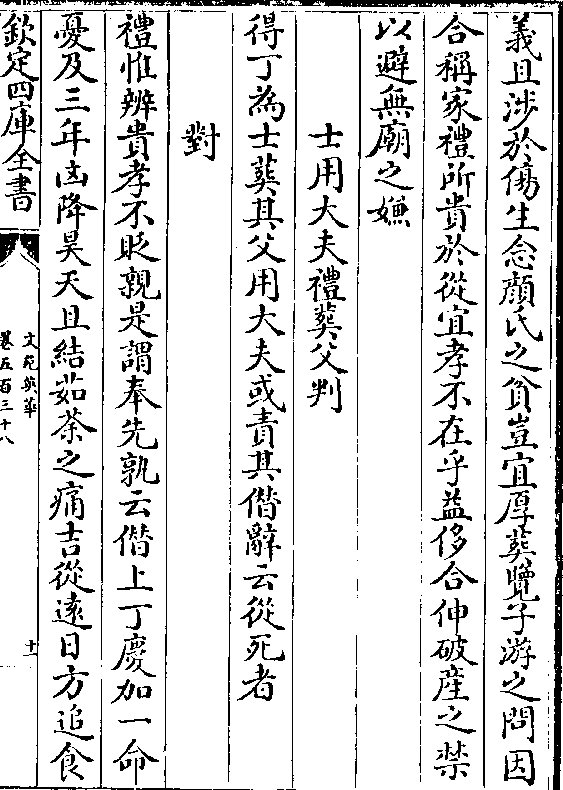 義且涉於傷生念顔氏之貧豈宜厚葬覽子游之問因
合稱家禮所貴於從宜孝不在乎益侈合伸破産之禁
以避無廟之嫌
士用大夫禮葬父判
得丁為士葬其父用大夫或責其僭辭云從死者
對
禮惟辨貴孝不貶親是謂奉先孰云僭上丁慶加一命
憂及三年凶降昊天且結茹荼之痛吉從遠日方追食
欽定四庫全書
文苑英華
卷五百三十八
十一